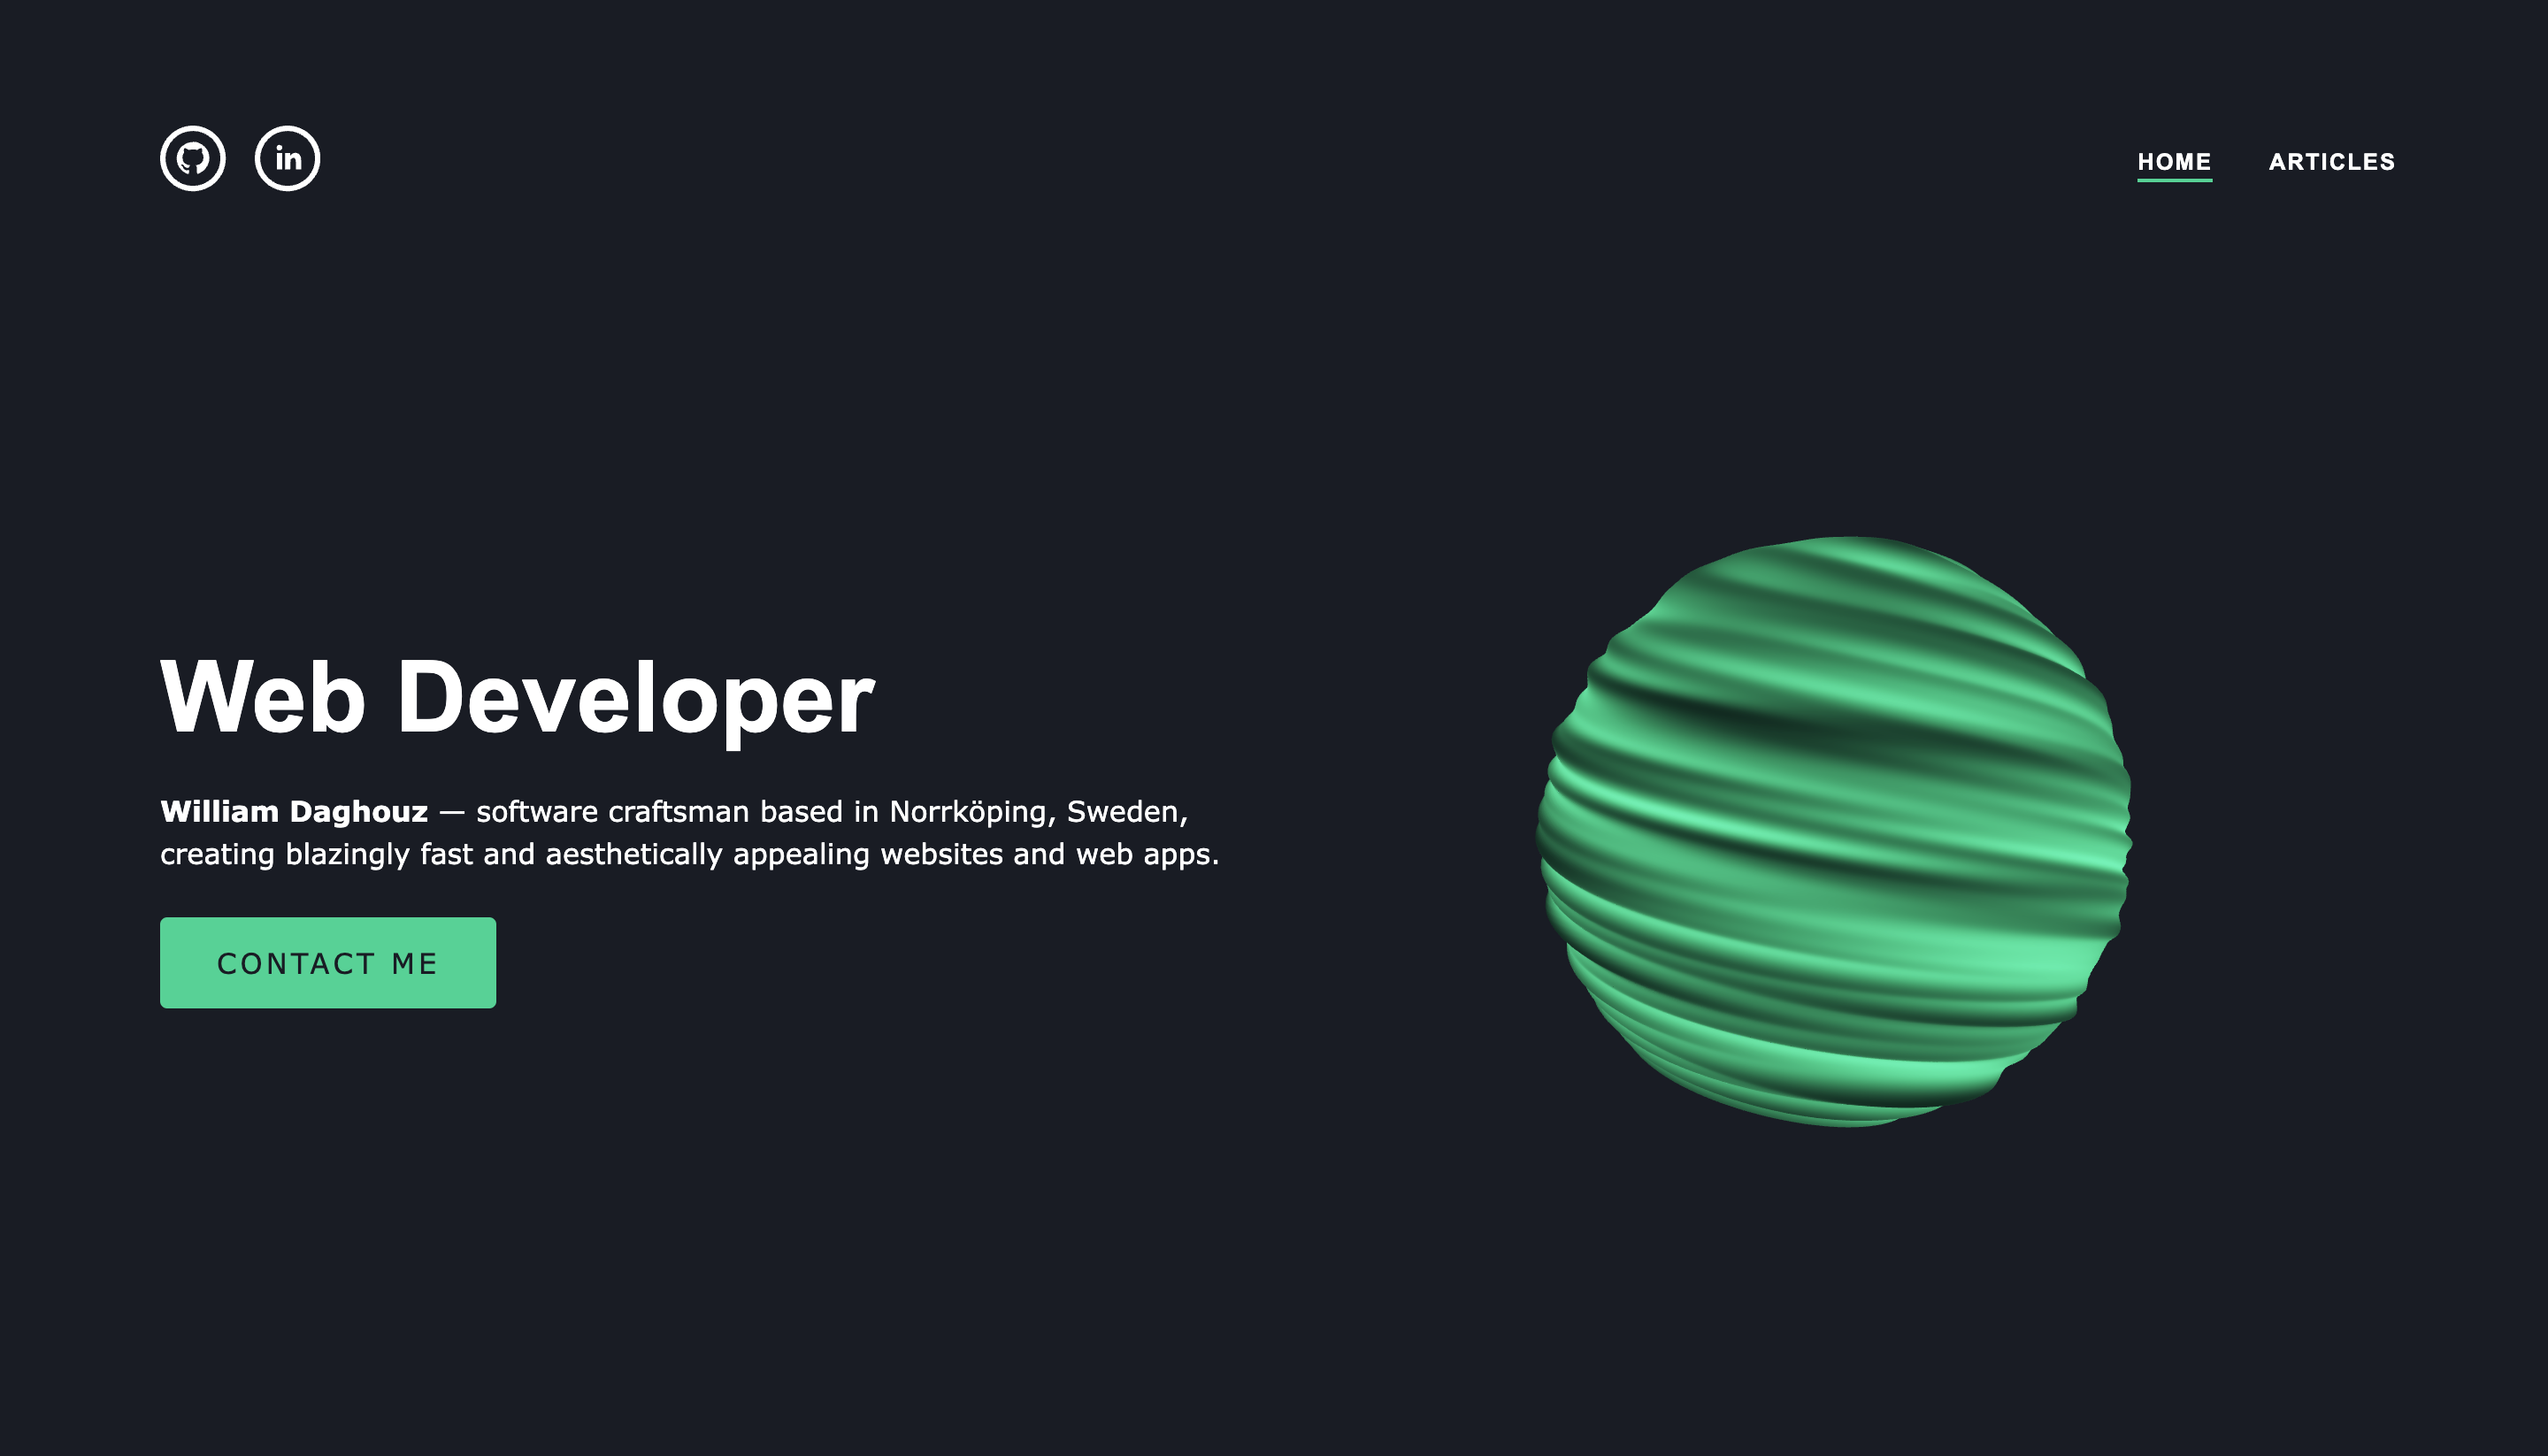 in
HOME
ARTICLES
Web Developer
William Daghouz — software craftsman based in Norrköping, Sweden,
creating blazingly fast and aesthetically appealing websites and web apps.
CONTACT ME